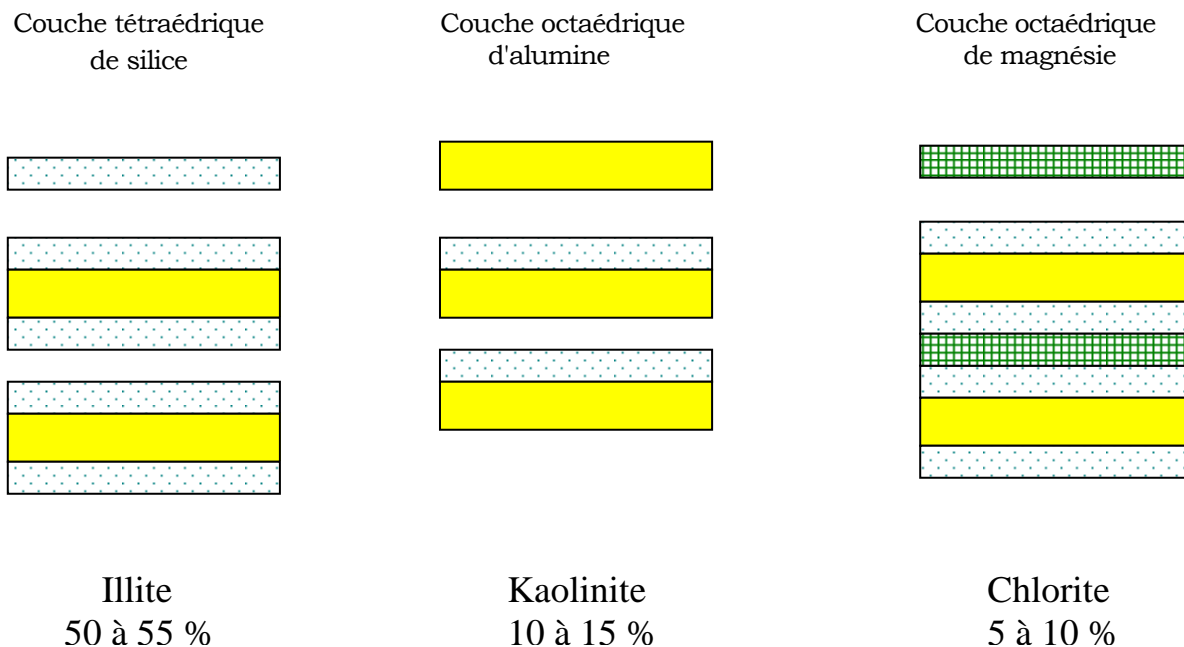 Couche tétraédrique
de silice
Couche octaédrique
d'alumine
Couche octaédrique
de magnésie
Illite
50 à 55 %
Kaolinite
10 à 15 %
Chlorite
5 à 10 %